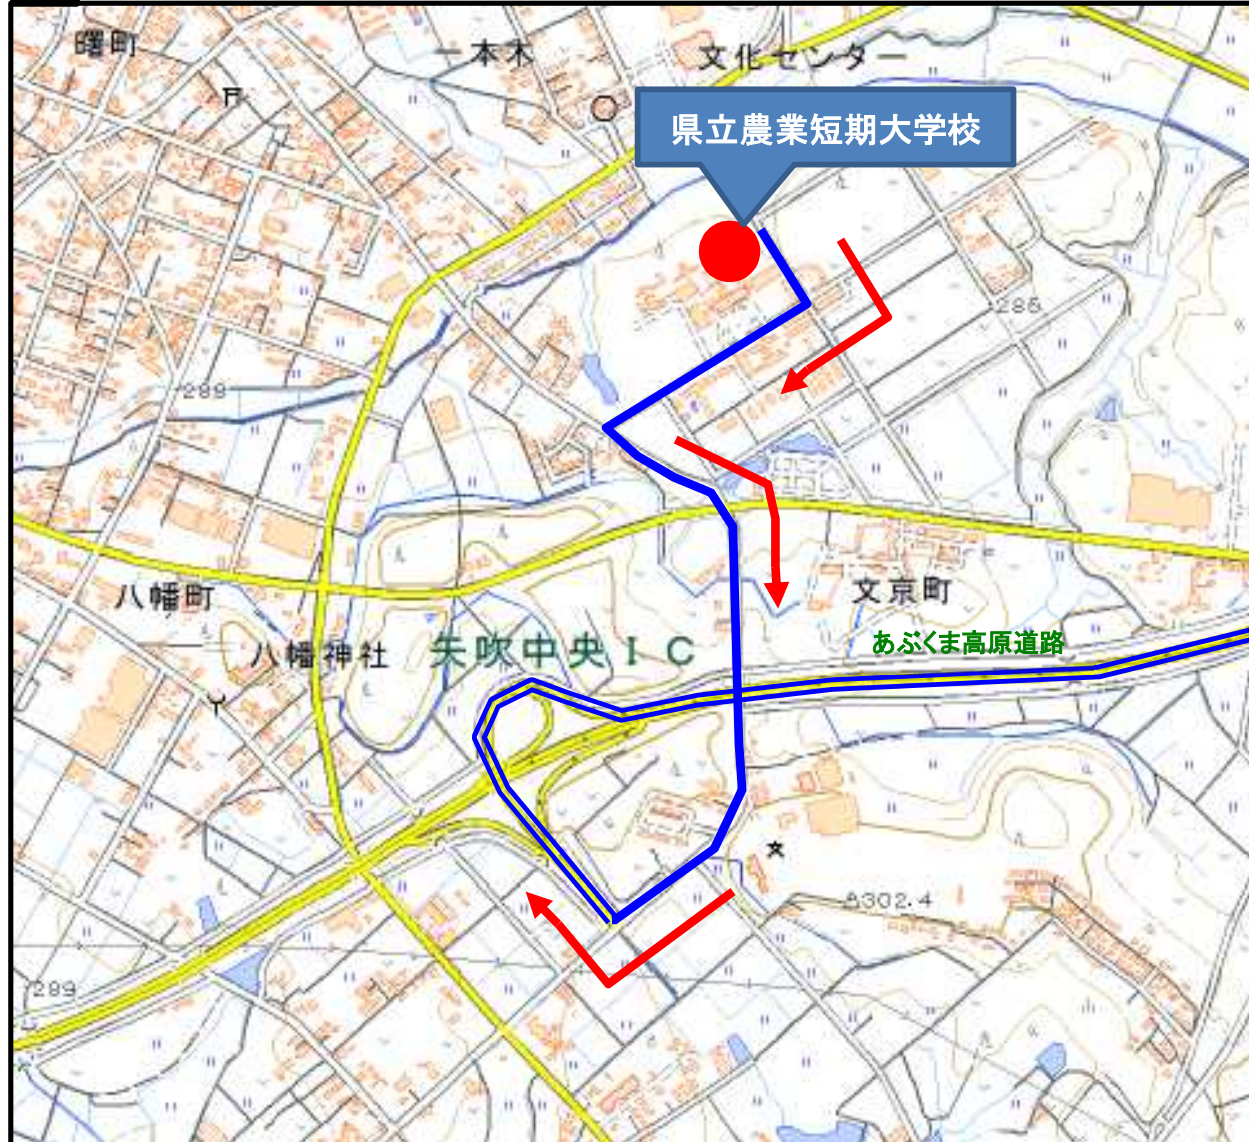 曙町
一本木
文化センター
県立農業短期大学校
285
289
八幡町
文京町
八幡神社
矢吹中央IC
あぶくま高原道路
302.4
289